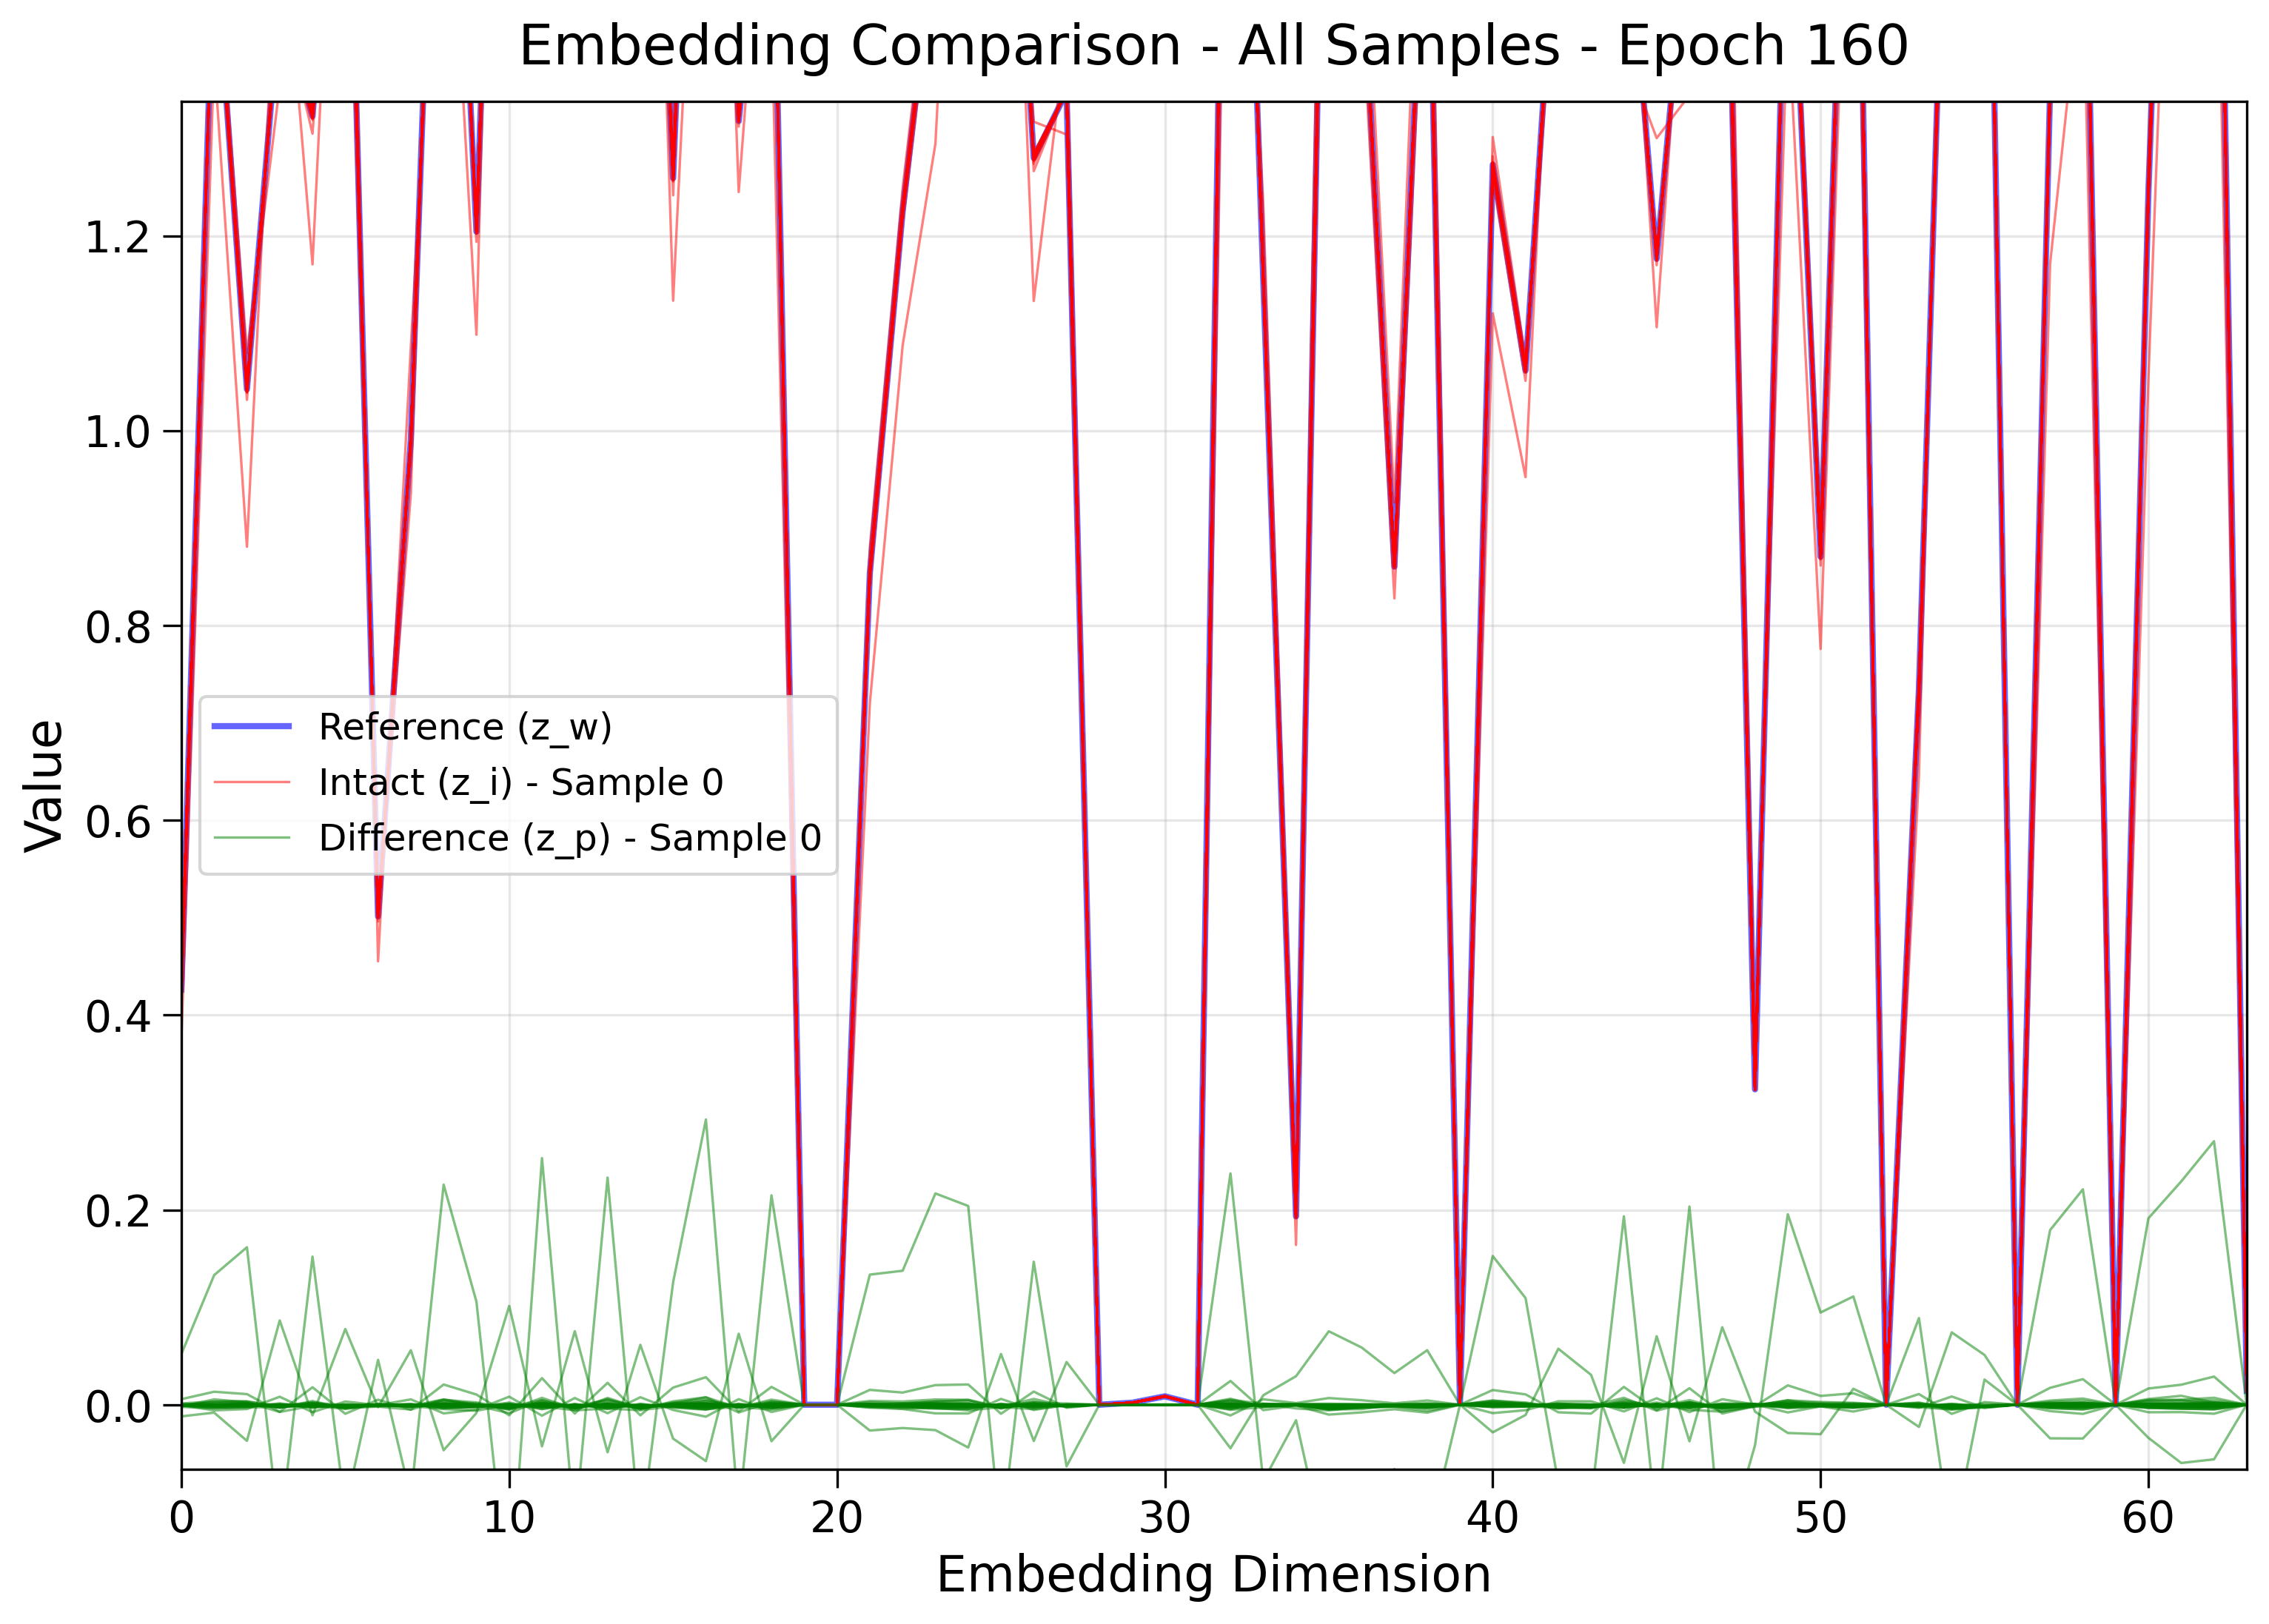 Embedding Comparison - All Samples - Epoch 160
Value
1.2
1.0
0.8
0.6
0.4
0.2
0.0
Reference (z_w)
Intact (z_i) - Sample 0
Difference (z_p) - Sample 0
0 10 20 30 40 50 60
Embedding Dimension